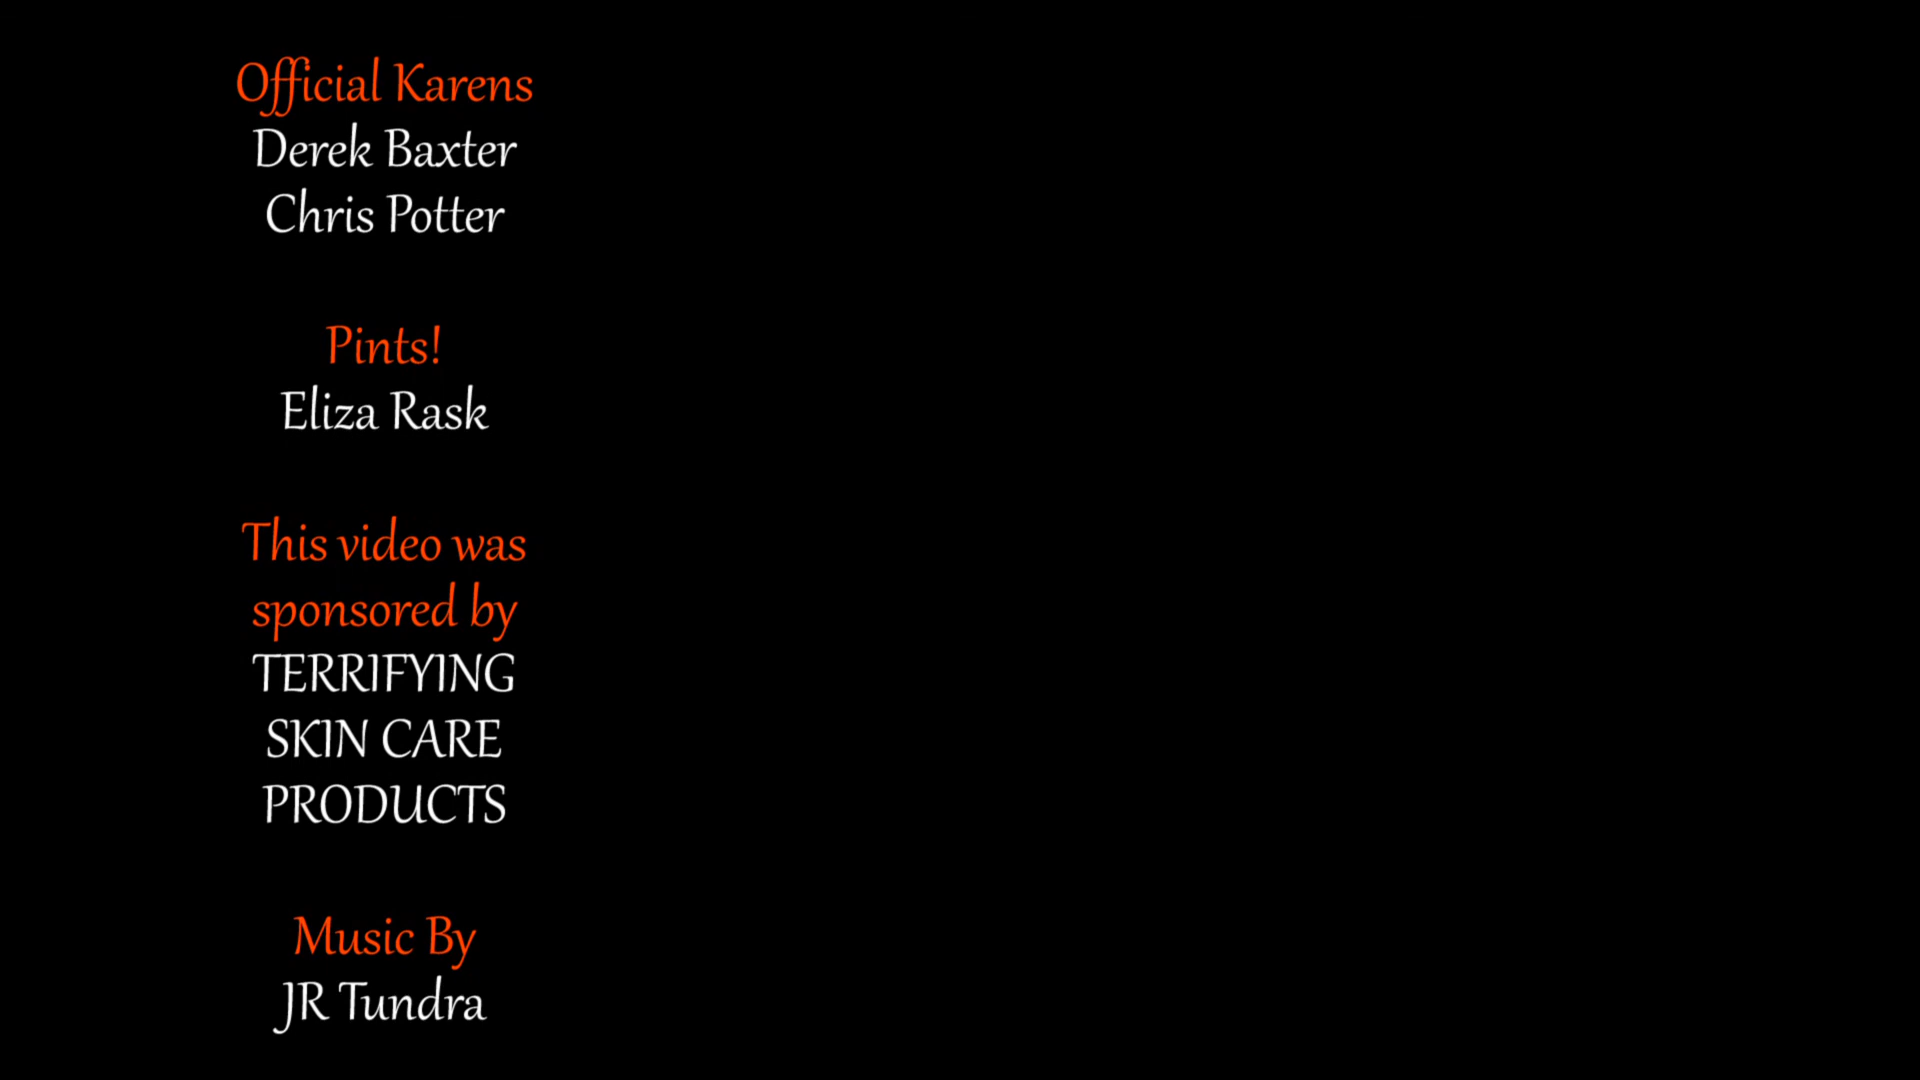 Official Karens
Derek Baxter
Chris Potter
Pints!
Eliza Rask
This video was
sponsored by
TERRIFYING
SKIN CARE
PRODUCTS
Music By
JR Tundra